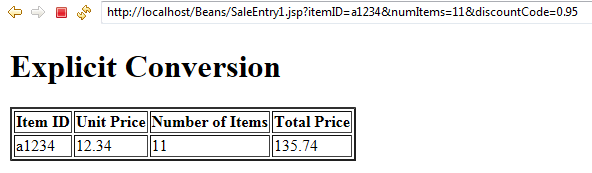 http://localhost/Beans/SaleEntry1.jsp?itemID=a1234&numItems=11&discountCode=0.95
Explicit Conversion
Item ID Unit Price Number of Items Total Price
a1234 12.34 11 135.74